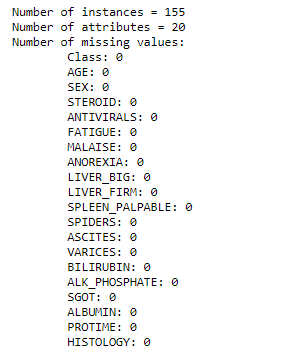 Number of instances = 155
Number of attributes = 20
Number of missing values:
Class: 0
AGE: 0
SEX: 0
STEROID: 0
ANTIVIRALS: 0
FATIGUE: 0
MALAISE: 0
ANOREXIA: 0
LIVER_BIG: 0
LIVER_FIRM: 0
SPLEEN_PALPABLE: 0
SPIDERS: 0
ASCITES: 0
VARICES: 0
BILIRUBIN: 0
ALK_PHOSPHATE: 0
SGOT: 0
ALBUMIN: 0
PROTIME: 0
HISTOLOGY: 0